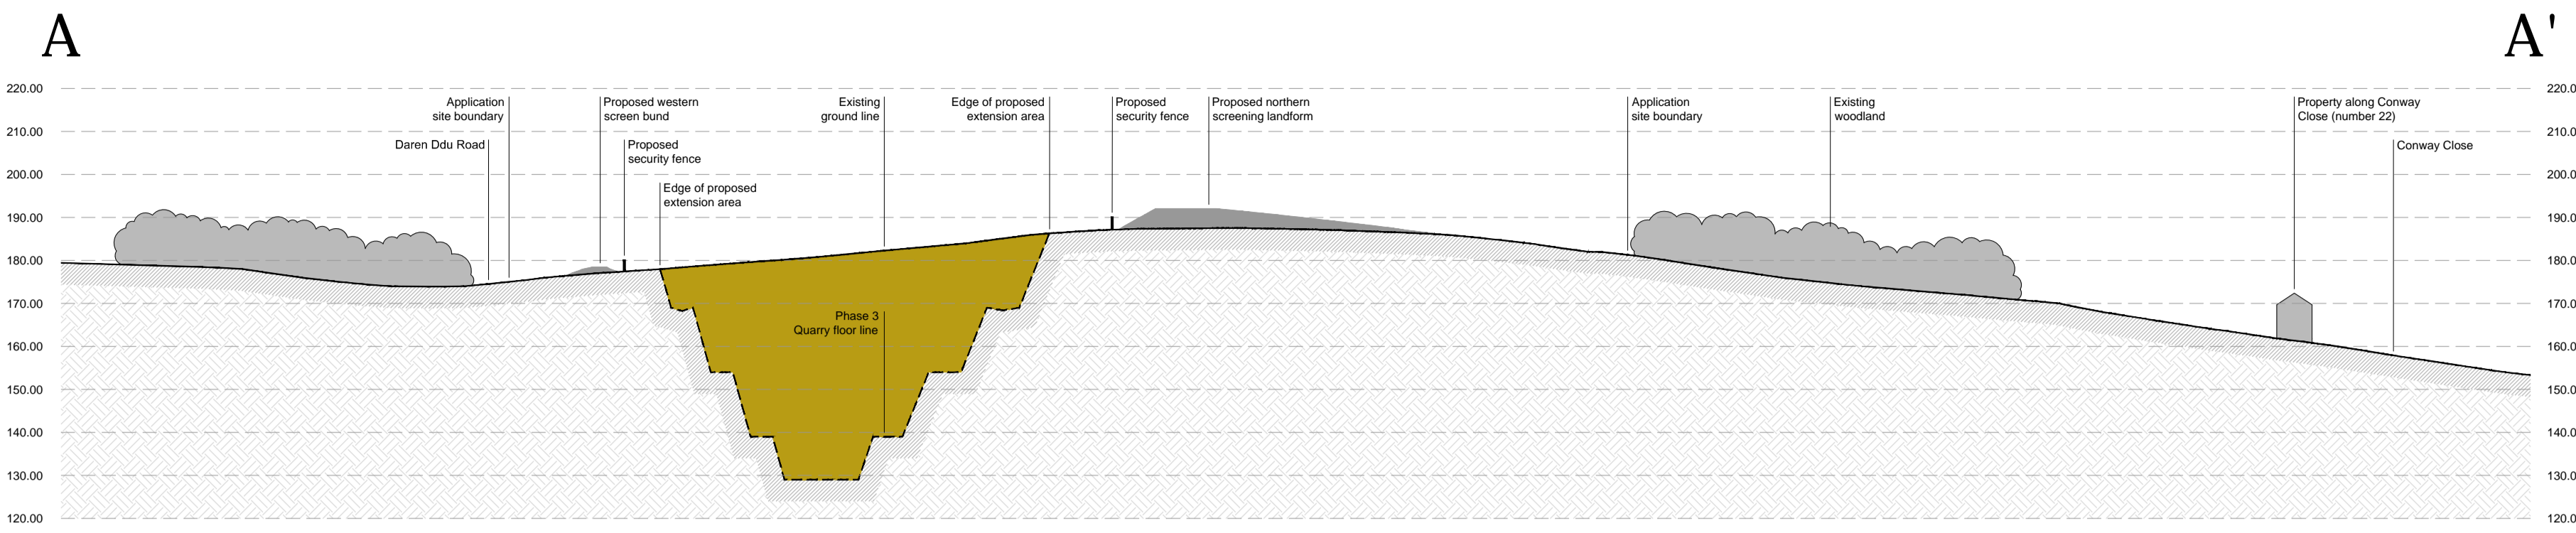 A
A'
220.00
220.0
Application
site boundary
Proposed western
screen bund
Existing
ground line
Edge of proposed
extension area
Proposed
security fence
Proposed northern
screening landform
Application
site boundary
Existing
woodland
Property along Conway
Close (number 22)
210.00
210.0
Daren Ddu Road
Proposed
security fence
Conway Close
200.00
200.0
Edge of proposed
extension area
190.00
190.0
180.00
180.0
170.00
170.0
Phase 3
Quarry floor line
160.00
160.0
150.00
150.0
140.00
140.0
130.00
130.0
120.00
120.0